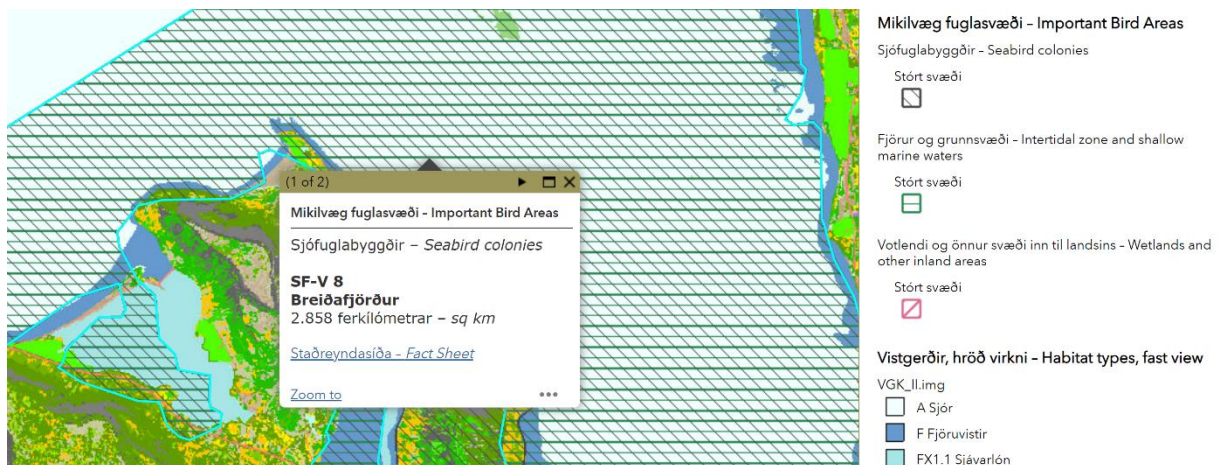 (1 of 2)
Mikilvæg fuglasvæði – Important Bird Areas
Sjófuglabyggðir – Seabird colonies
SF-V 8
Breiðafjörður
2.858 ferkílómetrar – sq km
Staðreyndasíða – Fact Sheet
Zoom to
Mikilvæg fuglasvæði – Important Bird Areas
Sjófuglabyggðir – Seabird colonies
Stórt svæði
Fjörur og grunnsvæði – Intertidal zone and shallow
marine waters
Stórt svæði
Votlendi og önnur svæði inn til landsins – Wetlands and
other inland areas
Stórt svæði
Vistgerðir, hröð virkni – Habitat types, fast view
VGK_II.img
A Sjór
F Fjöruvistir
FX1.1 Sjávarlón